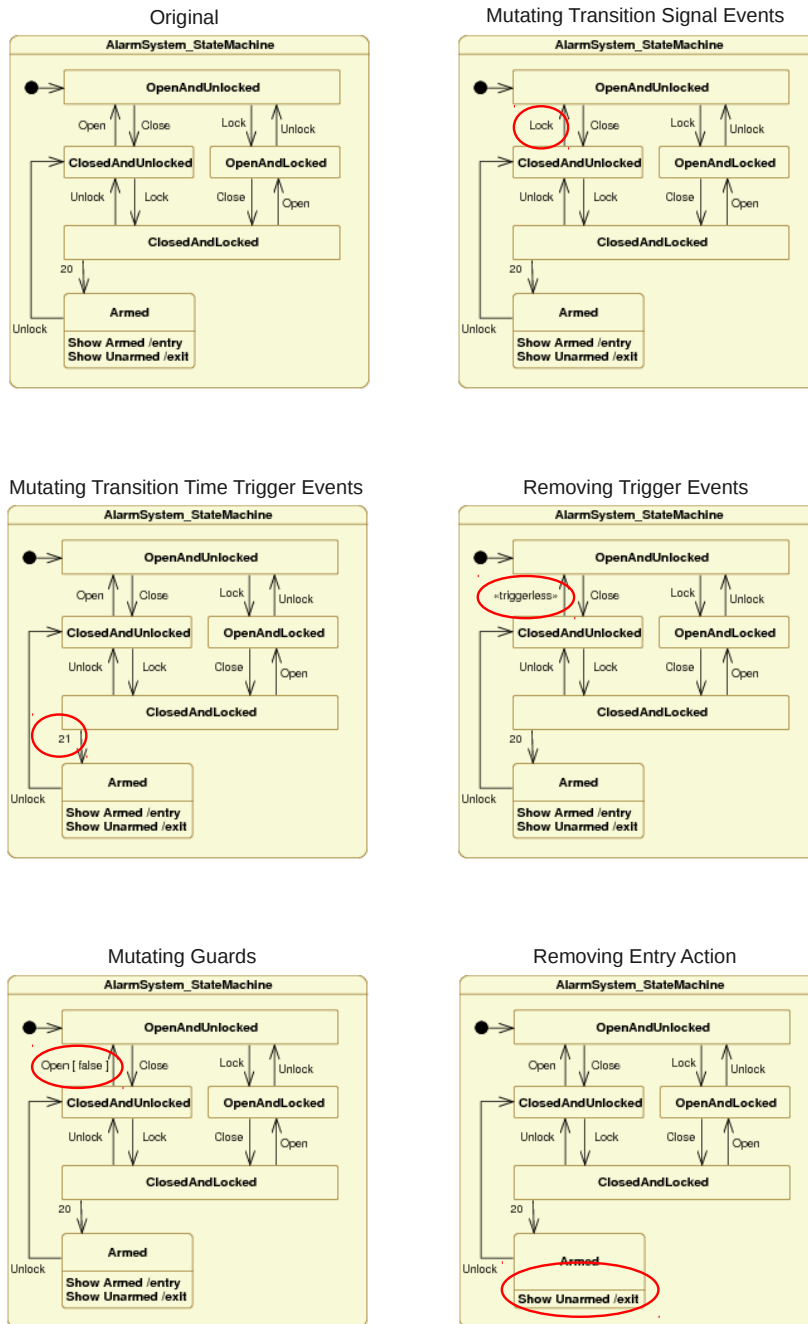 Original
AlarmSystem_StateMachine
OpenAndUnlocked
Open
Close
Lock
Unlock
ClosedAndUnlocked
OpenAndLocked
Unlock
Lock
Close
Open
ClosedAndLocked
20
Armed
Unlock
Show Armed /entry
Show Unarmed /exit
Mutating Transition Signal Events
AlarmSystem_StateMachine
OpenAndUnlocked
Lock
Close
Lock
Unlock
ClosedAndUnlocked
OpenAndLocked
Unlock
Lock
Close
Open
ClosedAndLocked
20
Armed
Unlock
Show Armed /entry
Show Unarmed /exit
Mutating Transition Time Trigger Events
AlarmSystem_StateMachine
OpenAndUnlocked
Open
Close
Lock
Unlock
ClosedAndUnlocked
OpenAndLocked
Unlock
Lock
Close
Open
ClosedAndLocked
21
Armed
Unlock
Show Armed /entry
Show Unarmed /exit
Removing Trigger Events
AlarmSystem_StateMachine
OpenAndUnlocked
«triggerless»
Close
Lock
Unlock
ClosedAndUnlocked
OpenAndLocked
Unlock
Lock
Close
Open
ClosedAndLocked
20
Armed
Unlock
Show Armed /entry
Show Unarmed /exit
Mutating Guards
AlarmSystem_StateMachine
OpenAndUnlocked
Open [ false ]
Close
Lock
Unlock
ClosedAndUnlocked
OpenAndLocked
Unlock
Lock
Close
Open
ClosedAndLocked
20
Armed
Unlock
Show Armed /entry
Show Unarmed /exit
Removing Entry Action
AlarmSystem_StateMachine
OpenAndUnlocked
Open
Close
Lock
Unlock
ClosedAndUnlocked
OpenAndLocked
Unlock
Lock
Close
Open
ClosedAndLocked
20
Armed
Unlock
Show Unarmed /exit